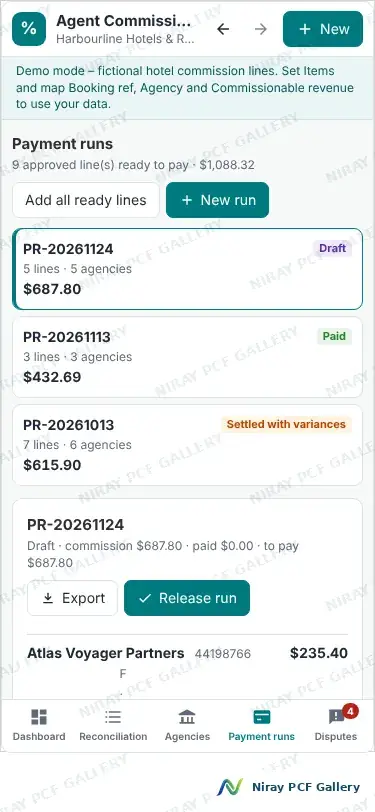 %
Agent Commissi...
Harbourline Hotels & R...
New
Demo mode – fictional hotel commission lines. Set Items
and map Booking ref, Agency and Commissionable revenue
to use your data.
Payment runs
9 approved line(s) ready to pay · $1,088.32
Add all ready lines
New run
PR-20261124
Draft
5 lines · 5 agencies
$687.80
PR-20261113
Paid
3 lines · 3 agencies
$432.69
PR-20261013
Settled with variances
7 lines · 6 agencies
$615.90
PR-20261124
Draft · commission $687.80 · paid $0.00 · to pay
$687.80
Export
Release run
Atlas Voyager Partners 44198766 $235.40
F
.
Dashboard
Reconciliation
Agencies
Payment runs
4
Disputes
NIRAY PCF GALLERY
Niray PCF Gallery